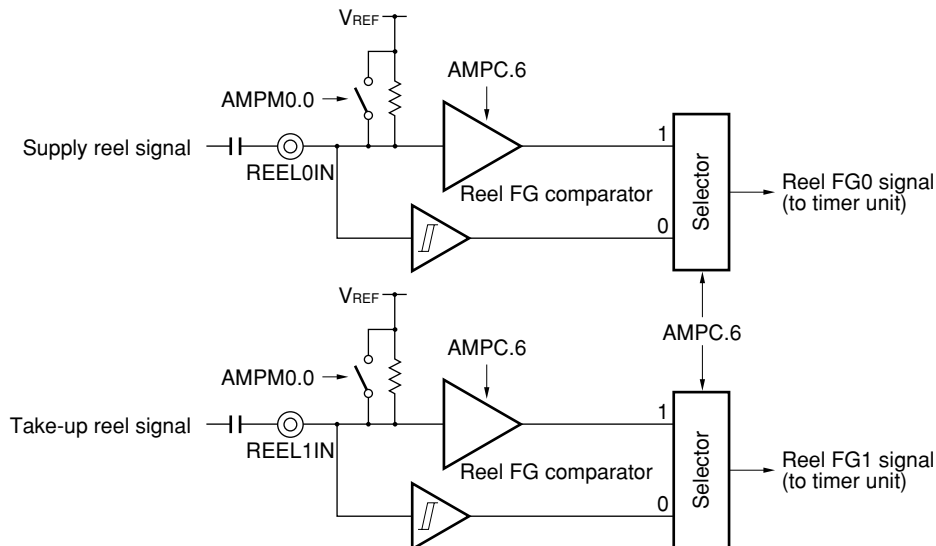 VREF
AMPM0.0
AMPC.6
Supply reel signal
REEL0IN
Reel FG comparator
1
0
Selector
Reel FG0 signal
(to timer unit)
AMPC.6
VREF
AMPM0.0
AMPC.6
Take-up reel signal
REEL1IN
Reel FG comparator
1
0
Selector
Reel FG1 signal
(to timer unit)